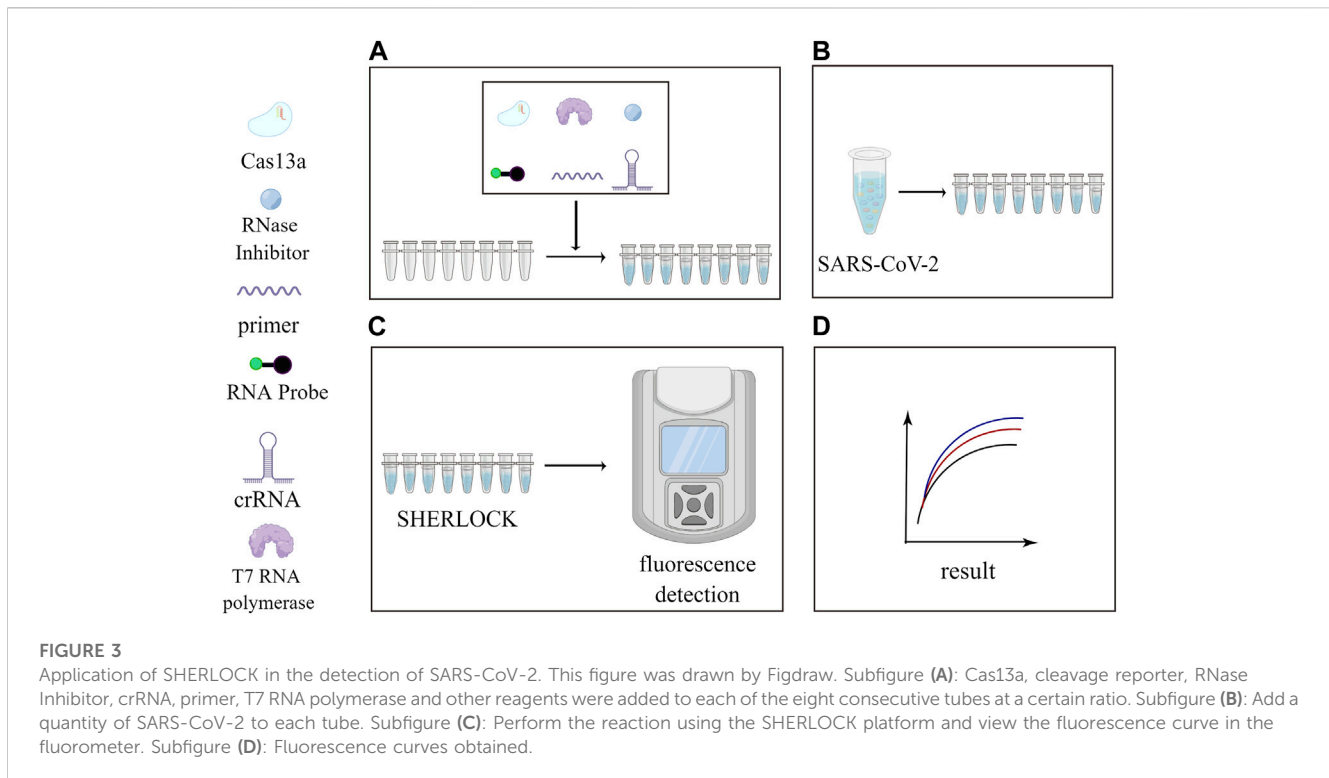 A
B
Cas13a
RNase
Inhibitor
primer
RNA Probe
crRNA
T7 RNA
polymerase
SARS-CoV-2
C
D
SHERLOCK
fluorescence
detection
result
FIGURE 3
Application of SHERLOCK in the detection of SARS-CoV-2. This figure was drawn by Figdraw. Subfigure (A): Cas13a, cleavage reporter, RNase
Inhibitor, crRNA, primer, T7 RNA polymerase and other reagents were added to each of the eight consecutive tubes at a certain ratio. Subfigure (B): Add a
quantity of SARS-CoV-2 to each tube. Subfigure (C): Perform the reaction using the SHERLOCK platform and view the fluorescence curve in the
fluorometer. Subfigure (D): Fluorescence curves obtained.